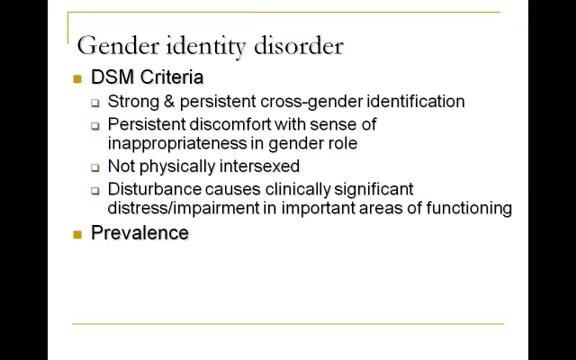 Gender identity disorder
DSM Criteria
Strong & persistent cross-gender identification
Persistent discomfort with sense of
inappropriateness in gender role
Not physically intersexed
Disturbance causes clinically significant
distress/impairment in important areas of functioning
Prevalence